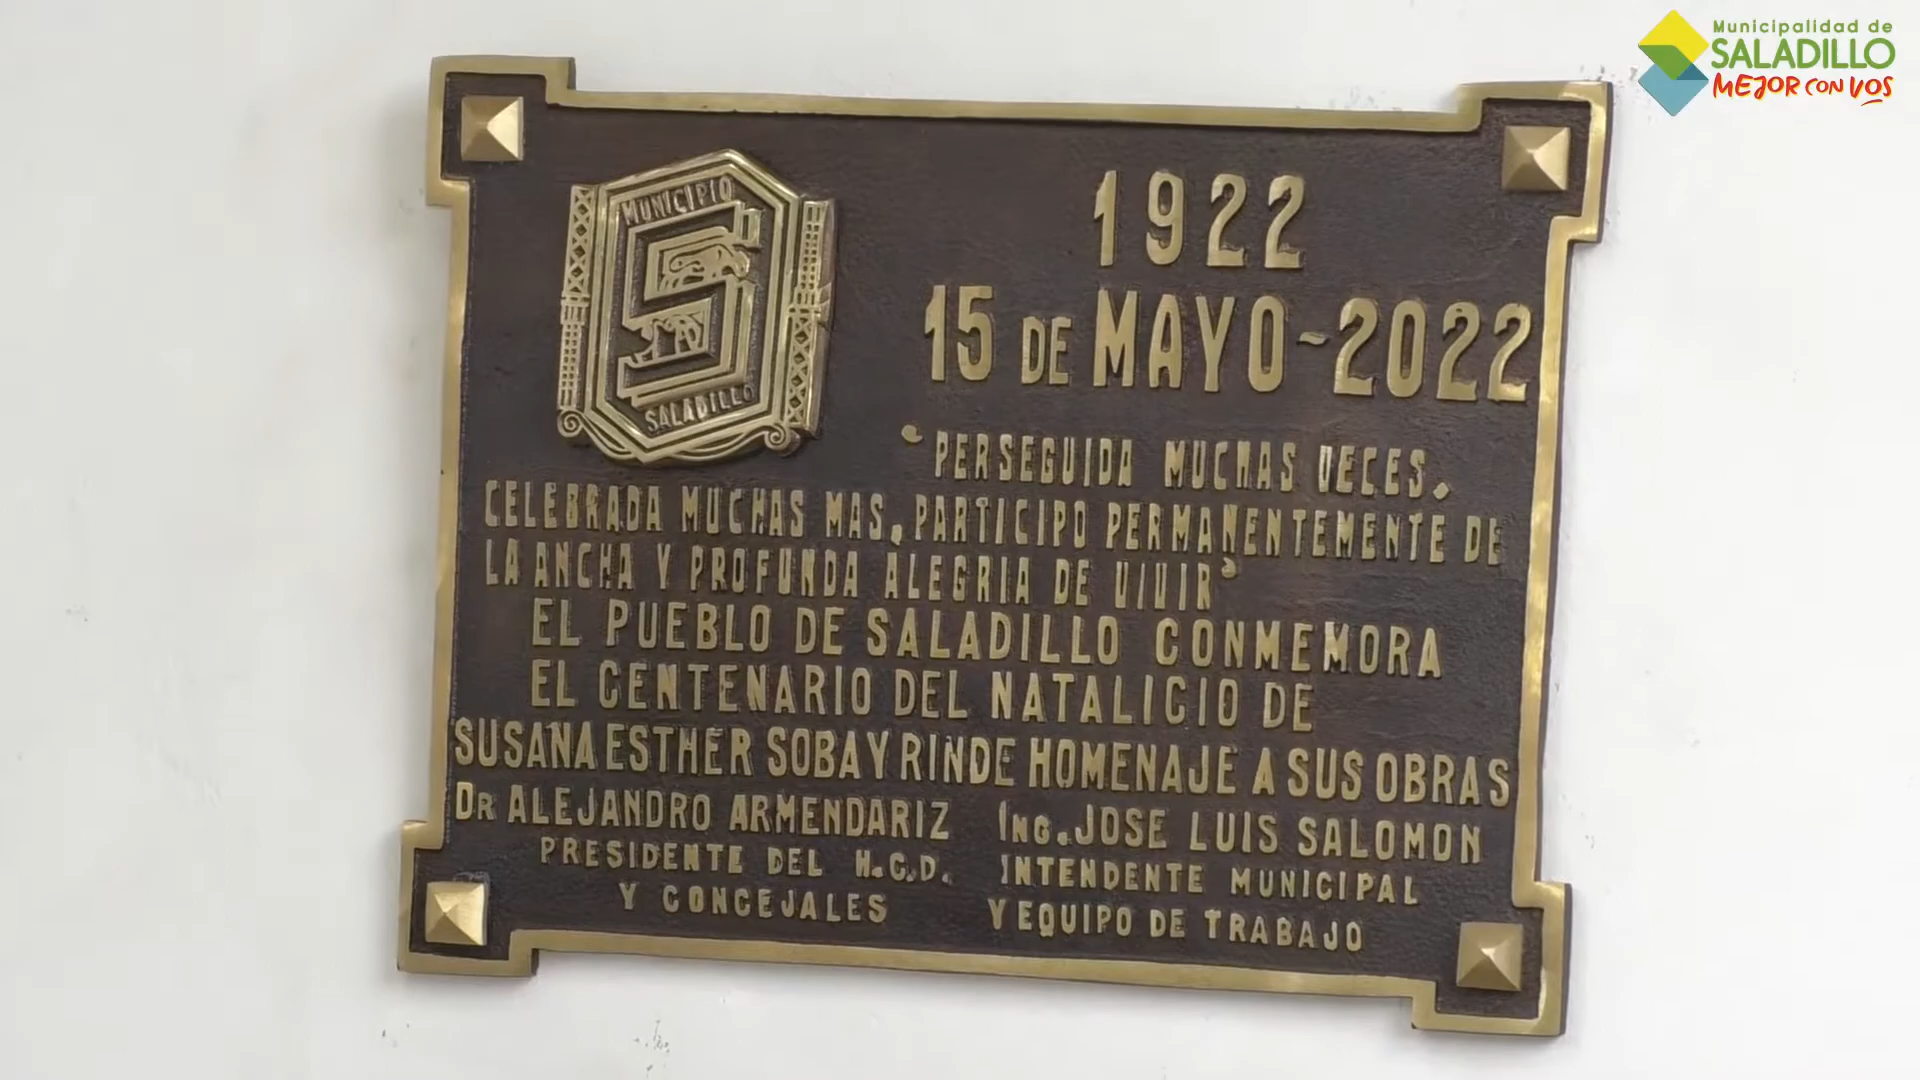 Municipalidad de
SALADILLO
MEJOR CON VOS
MUNICIPIO
SALADILLO
1922
15 DE MAYO-2022
"PERSEGUIDA MUCHAS VECES.
CELEBRADA MUCHAS MAS, PARTICIPO PERMANENTEMENTE DE
LA ANCHA Y PROFUNDA ALEGRIA DE VIVIR"
EL PUEBLO DE SALADILLO CONMEMORA
EL CENTENARIO DEL NATALICIO DE
SUSANA ESTHER SOBA Y RINDE HOMENAJE A SUS OBRAS
DR ALEJANDRO ARMENDARIZ
PRESIDENTE DEL H.C.D.
Y CONCEJALES
ING. JOSE LUIS SALOMON
INTENDENTE MUNICIPAL
Y EQUIPO DE TRABAJO